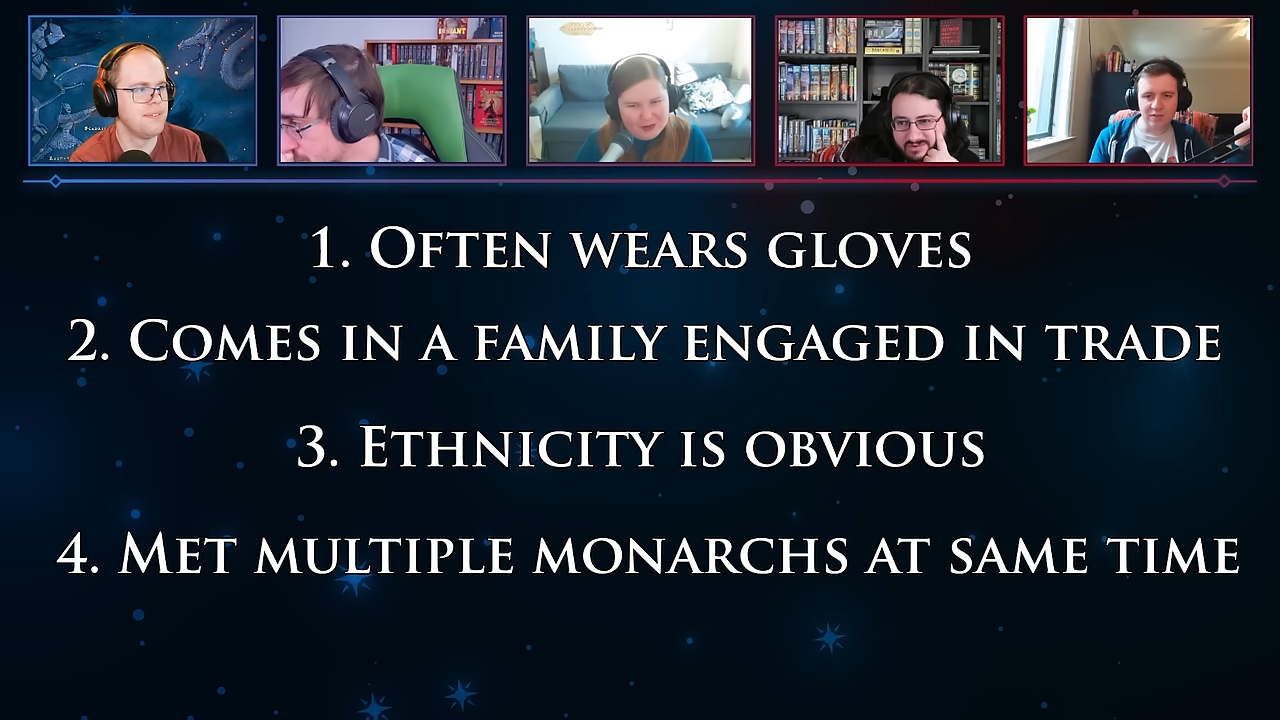 1. Often wears gloves
2. Comes in a family engaged in trade
3. Ethnicity is obvious
4. Met multiple monarchs at same time